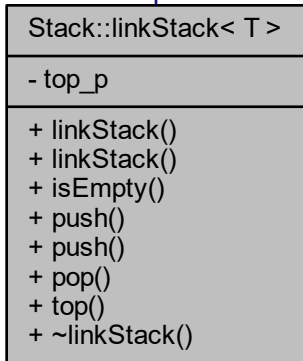 Stack::linkStack< T >
- top_p
+ linkStack()
+ linkStack()
+ isEmpty()
+ push()
+ push()
+ pop()
+ top()
+ ~linkStack()